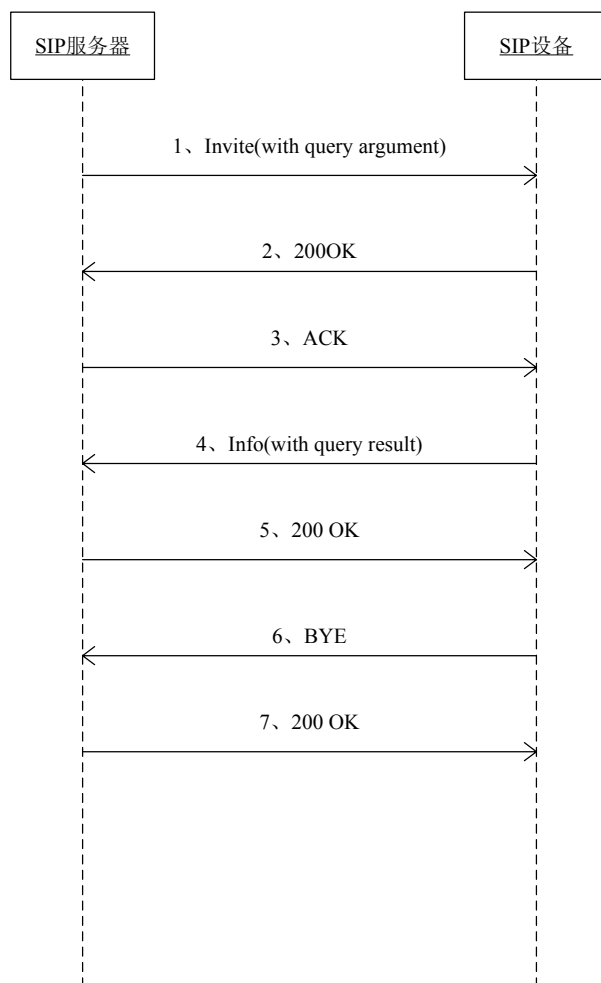 SIP服务器
SIP设备
1、Invite(with query argument)
2、200OK
3、ACK
4、Info(with query result)
5、200 OK
6、BYE
7、200 OK